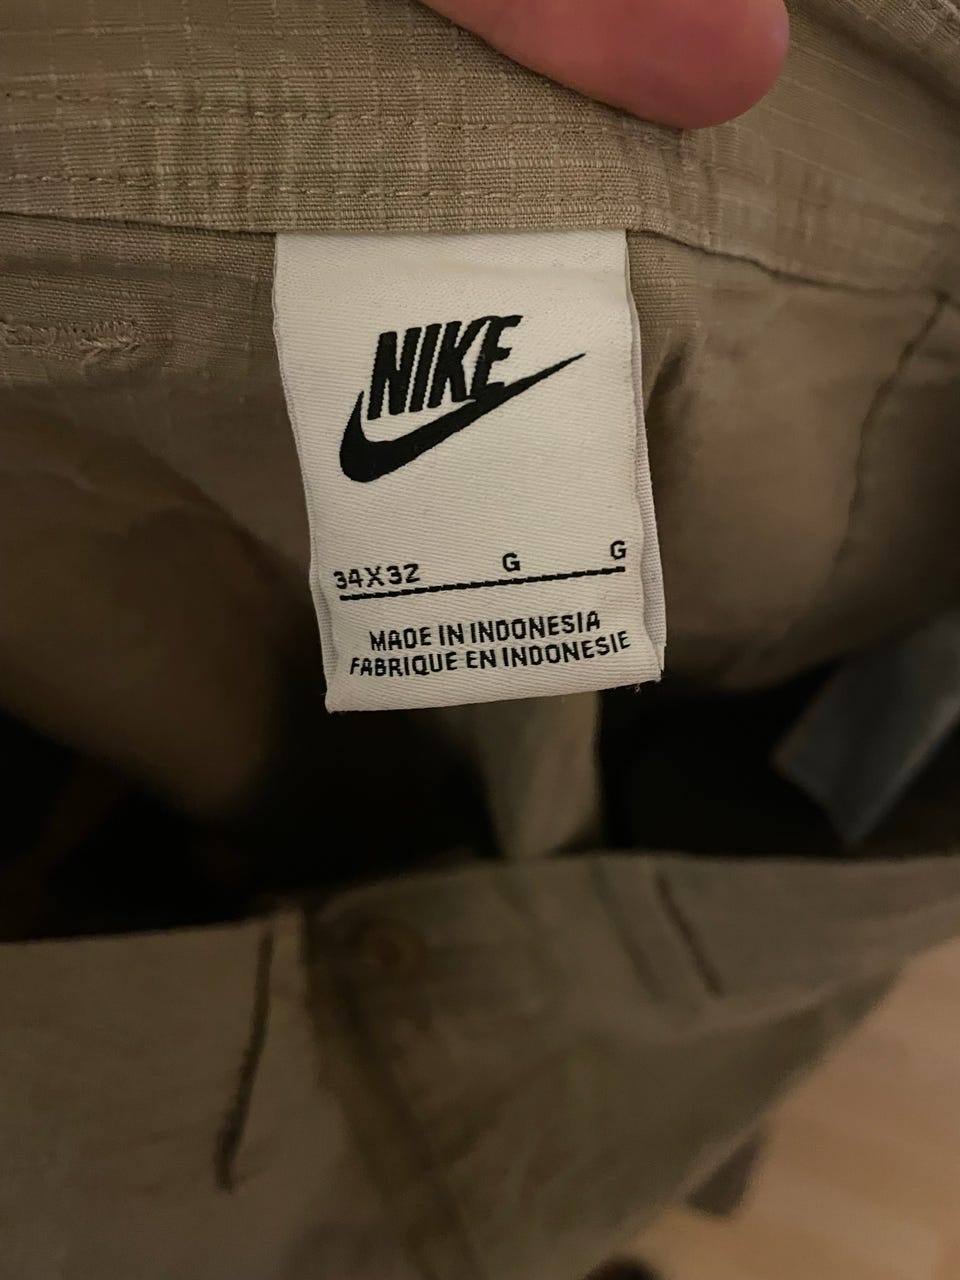 NIKE
34X32 G G
MADE IN INDONESIA
FABRIQUE EN INDONESIE